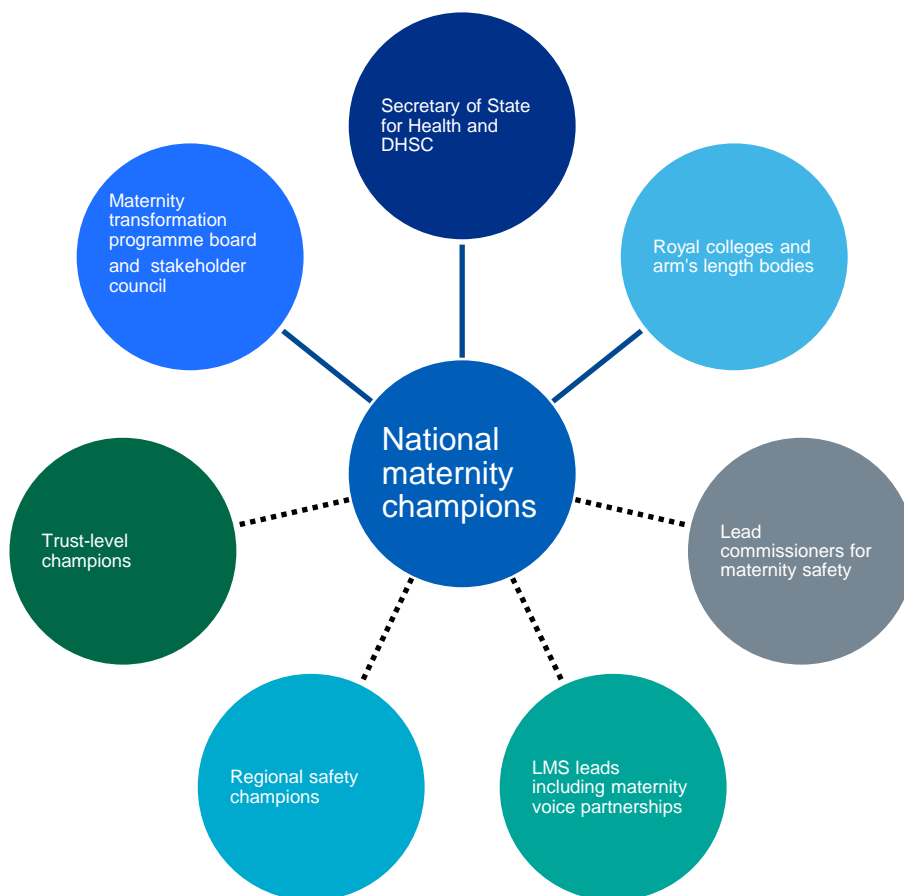 Secretary of State
for Health and
DHSC
Maternity
transformation
programme board
and stakeholder
council
Royal colleges and
arm's length bodies
National
maternity
champions
Trust-level
champions
Lead
commissioners for
maternity safety
Regional safety
champions
LMS leads
including maternity
voice partnerships